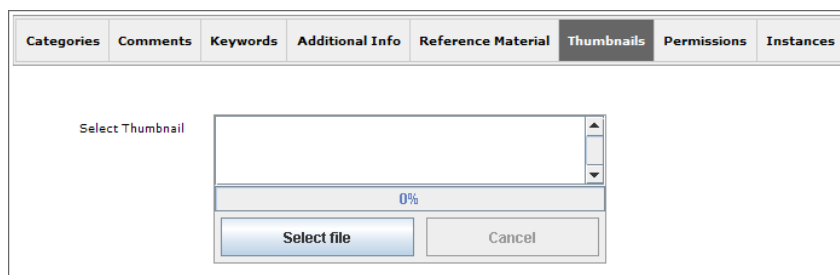 Categories Comments Keywords Additional Info Reference Material Thumbnails Permissions Instances
Select Thumbnail
0%
Select file Cancel